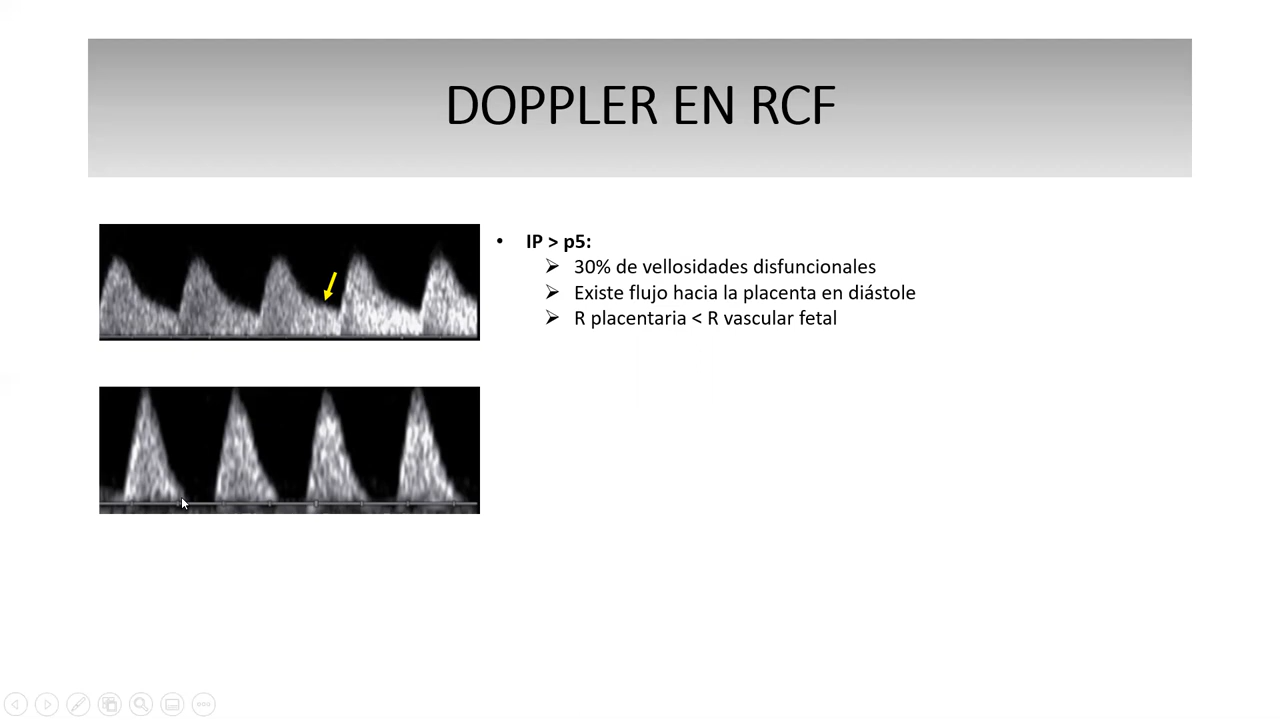 DOPPLER EN RCF
• IP > p5:
➢ 30% de vellosidades disfuncionales
➢ Existe flujo hacia la placenta en diástole
➢ R placentaria < R vascular fetal